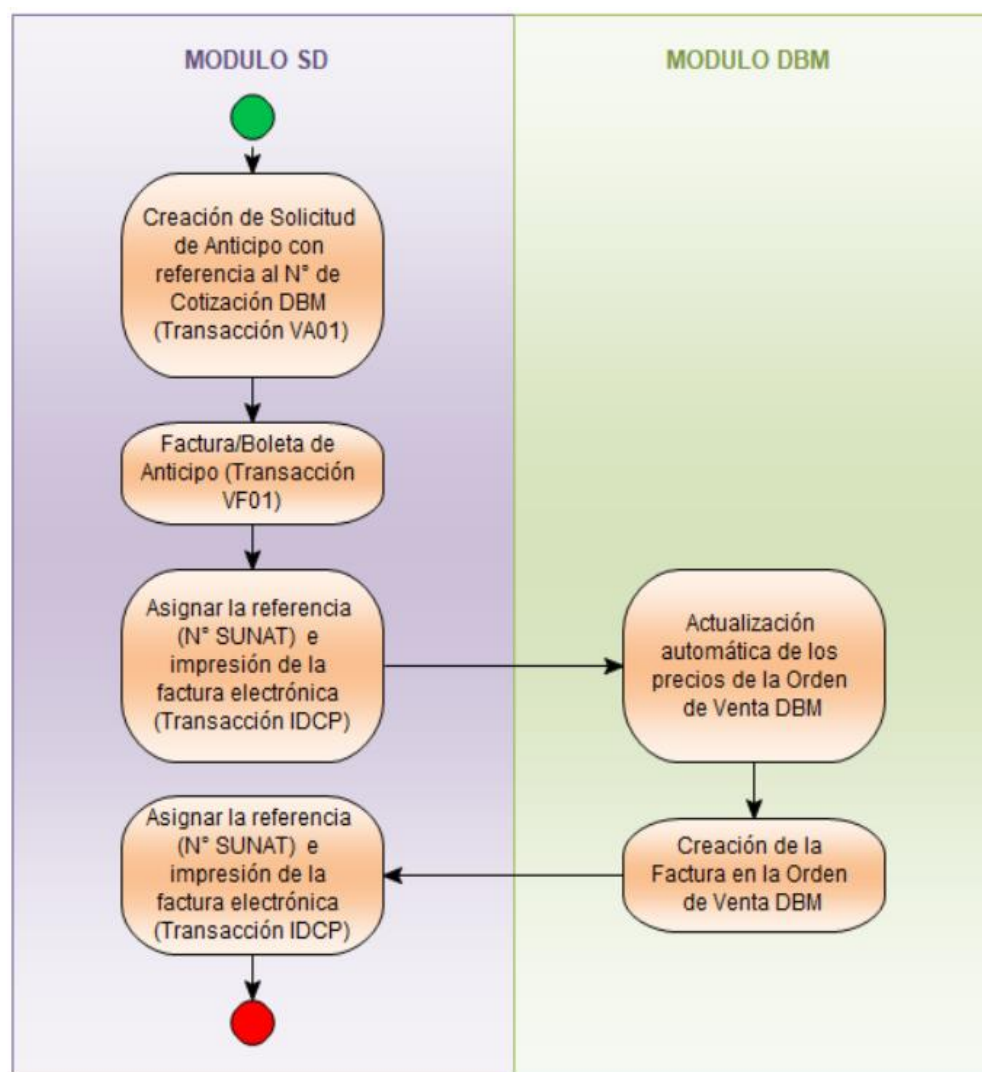 MODULO SD
MODULO DBM
Creación de Solicitud
de Anticipo con
referencia al N° de
Cotización DBM
(Transacción VA01)
Factura/Boleta de
Anticipo (Transacción
VF01)
Asignar la referencia
(N° SUNAT) e
impresión de la
factura electrónica
(Transacción IDCP)
Actualización
automática de los
precios de la Orden
de Venta DBM
Creación de la
Factura en la Orden
de Venta DBM
Asignar la referencia
(N° SUNAT) e
impresión de la
factura electrónica
(Transacción IDCP)